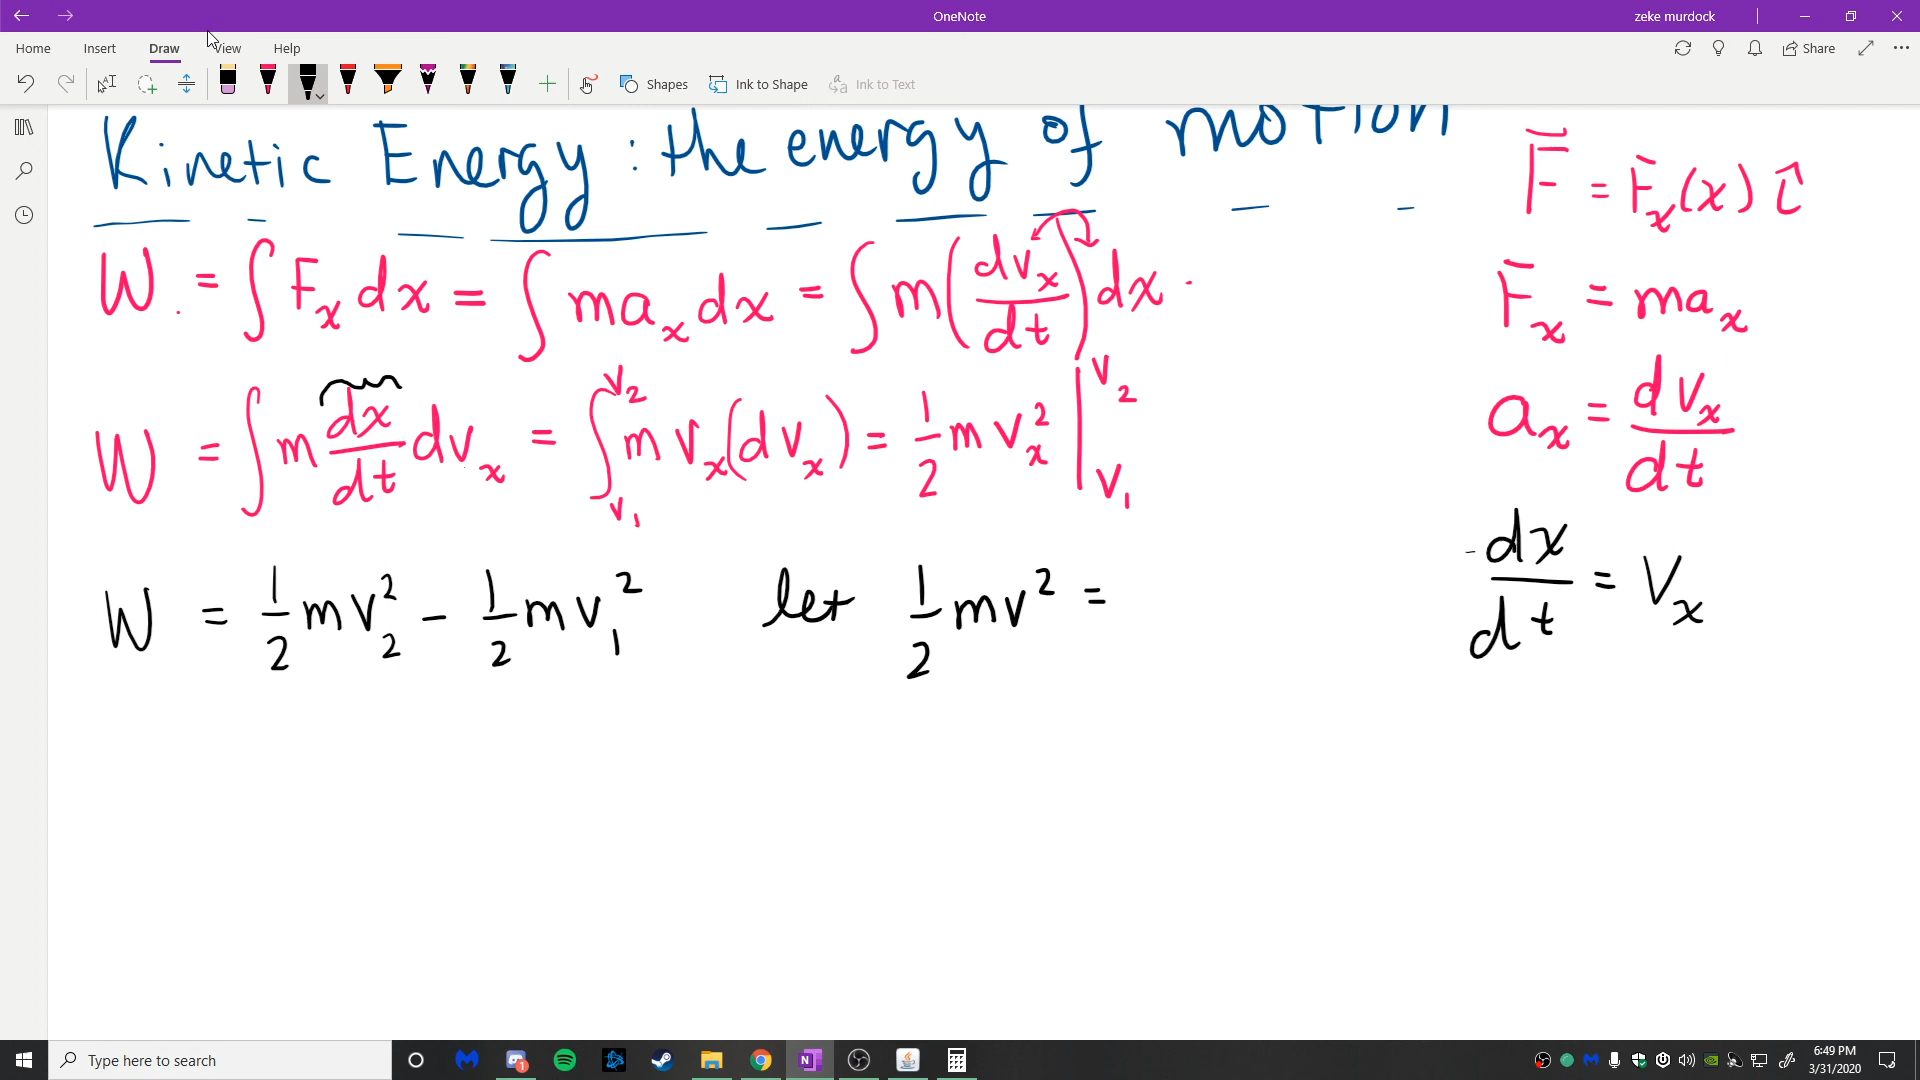 OneNote
zeke murdock
Home Insert Draw View Help
Share
Shapes Ink to Shape Ink to Text
Kinetic Energy : the energy of motion
F̄ = Fₓ(x) î
W = ∫ Fₓ dx = ∫ maₓ dx = ∫ m(dvₓ/dt) dx
Fₓ = maₓ
aₓ = dvₓ/dt
W = ∫ m dx/dt dvₓ = ∫_{v₁}^{v₂} m vₓ(dvₓ) = 1/2 m vₓ² |_{v₁}^{v₂}
dx/dt = Vₓ
W = 1/2 mv₂² - 1/2 mv₁² let 1/2 mv² =
Type here to search
1
N
6:49 PM
3/31/2020